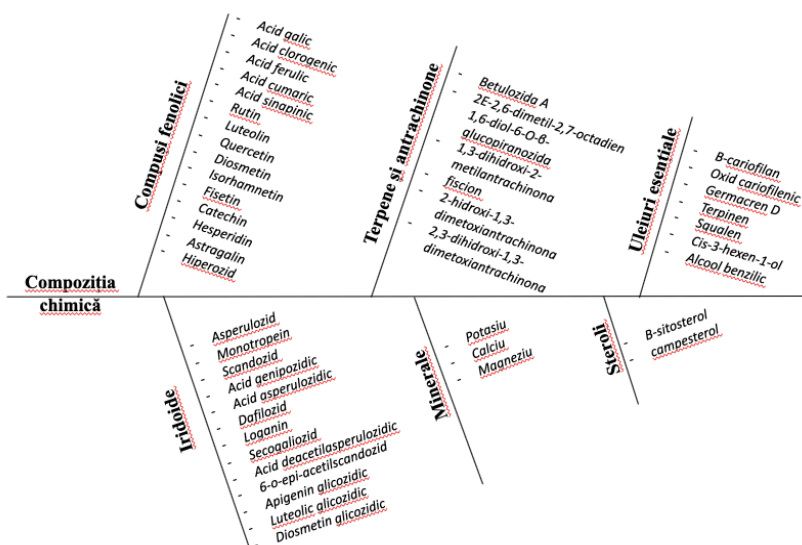 Compoziția
chimică
Compusi fenolici
- Acid galic
- Acid clorogenic
- Acid ferulic
- Acid cumaric
- Acid sinapinic
- Rutin
- Luteolin
- Quercetin
- Diosmetin
- Isorhamnetin
- Fisetin
- Catechin
- Hesperidin
- Astragalin
- Hiperozid
Terpene și antrachinone
- Betulozida A
- 2E-2,6-dimetil-2,7-octadien
1,6-diol-6-O-β-
glucopiranozida
- 1,3-dihidroxi-2-
metilantrachinona
- fiscion
- 2-hidroxi-1,3-
dimetoxiantrachinona
- 2,3-dihidroxi-1,3-
dimetoxiantrachinona
Uleiuri esentiale
- B-cariofilan
- Oxid cariofilenic
- Germacren D
- Terpinen
- Squalen
- Cis-3-hexen-1-ol
- Alcool benzilic
Iridoide
- Asperulozid
- Monotropein
- Scandozid
- Acid genipozidic
- Acid asperulozidic
- Dafilozid
- Loganin
- Secogaliozid
- Acid deacetilasperulozidic
- 6-o-epi-acetilscandozid
- Apigenin glicozidic
- Luteolic glicozidic
- Diosmetin glicozidic
Minerale
- Potasiu
- Calciu
- Magneziu
Steroli
- B-sitosterol
- campesterol